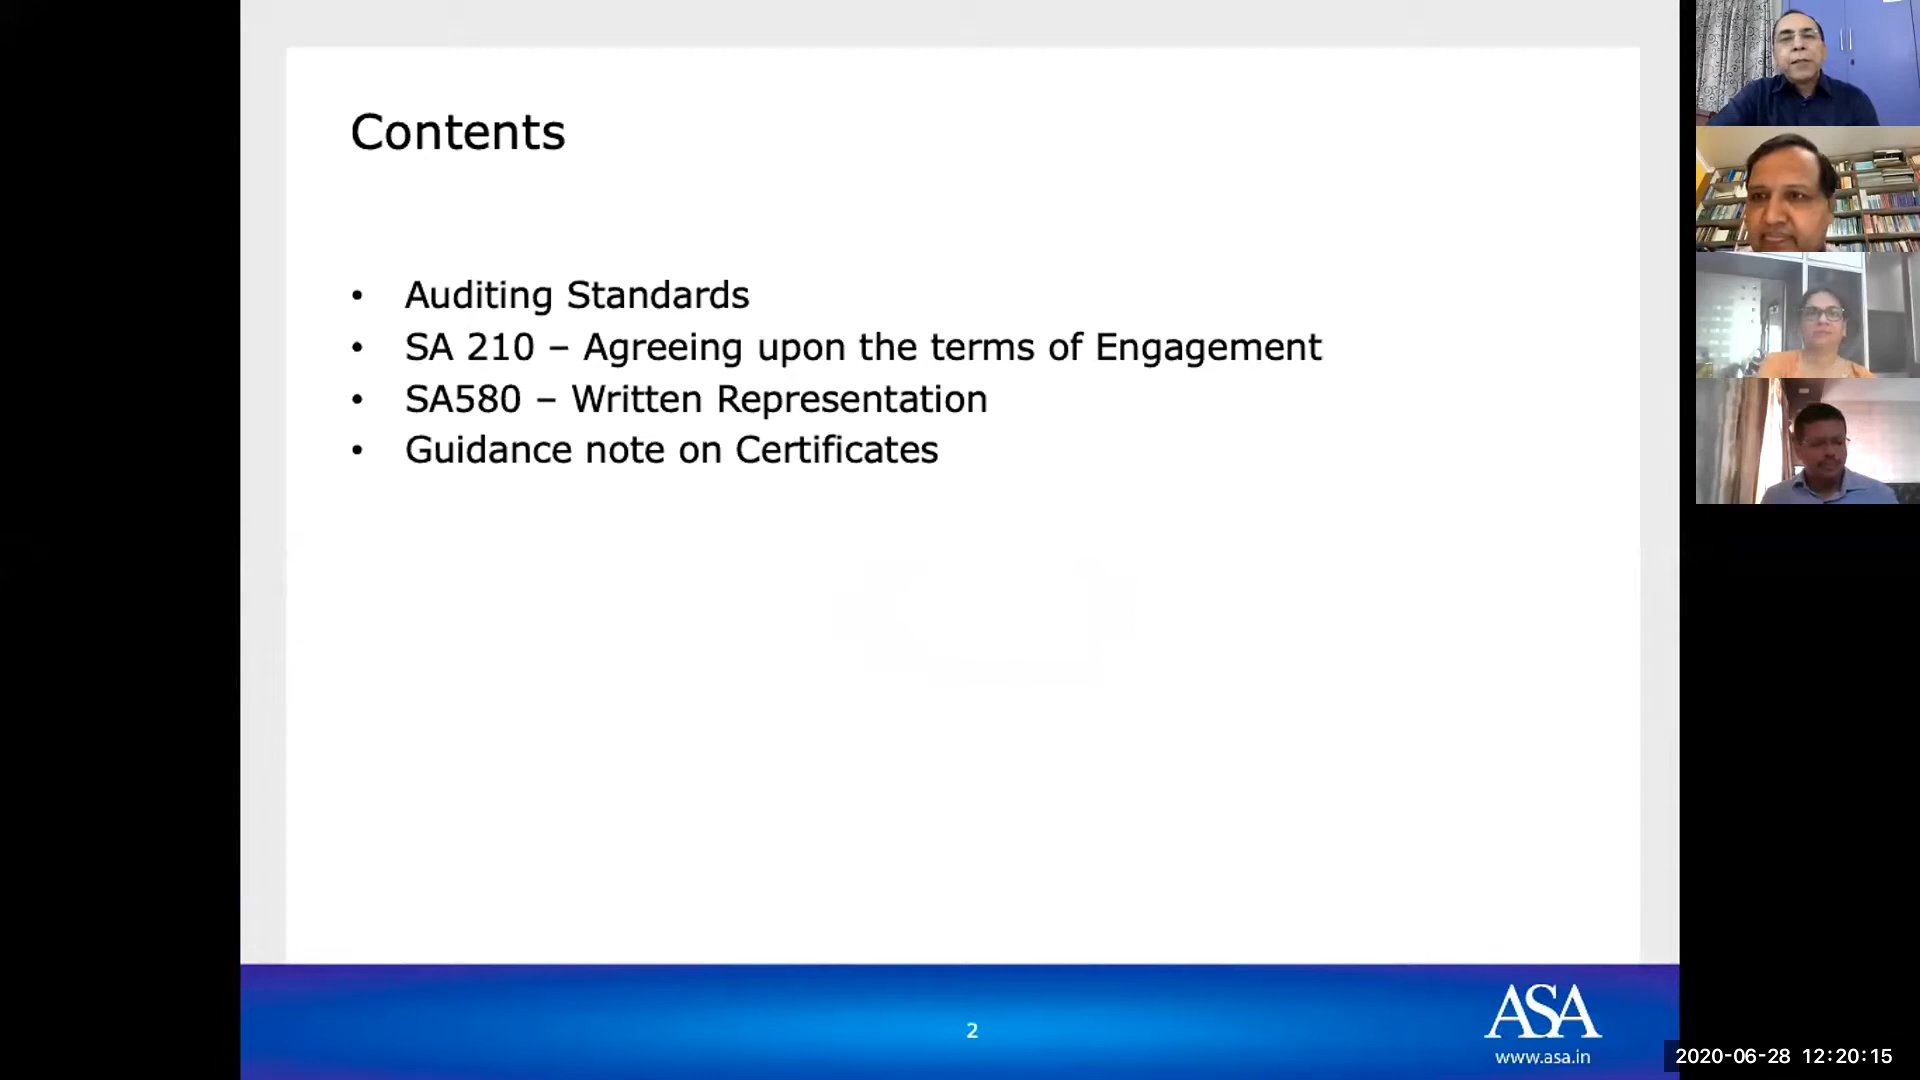 Contents
• Auditing Standards
• SA 210 – Agreeing upon the terms of Engagement
• SA580 – Written Representation
• Guidance note on Certificates
2
ASA
www.asa.in
2020-06-28 12:20:15